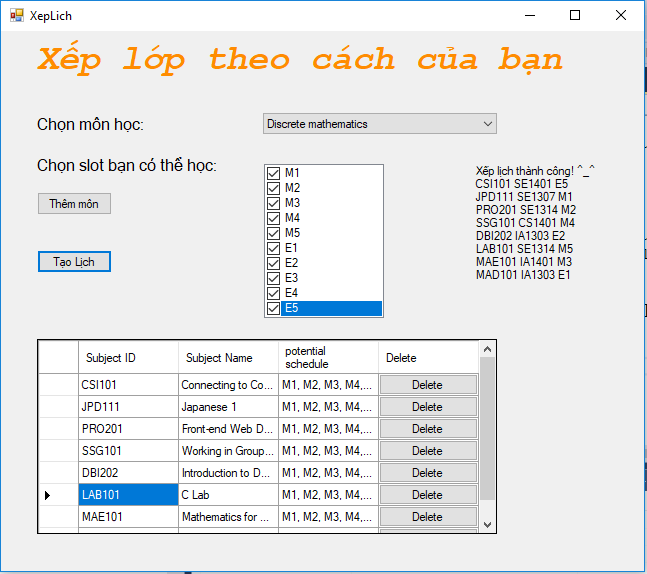 XepLich
Xếp lớp theo cách của bạn
Chọn môn học:
Discrete mathematics
Chọn slot bạn có thể học:
Thêm môn
Tạo Lịch
M1
M2
M3
M4
M5
E1
E2
E3
E4
E5
Xếp lịch thành công! ^_^
CSI101 SE1401 E5
JPD111 SE1307 M1
PRO201 SE1314 M2
SSG101 CS1401 M4
DBI202 IA1303 E2
LAB101 SE1314 M5
MAE101 IA1401 M3
MAD101 IA1303 E1
Subject ID Subject Name potential schedule Delete
CSI101 Connecting to Co... M1, M2, M3, M4,... Delete
JPD111 Japanese 1 M1, M2, M3, M4,... Delete
PRO201 Front-end Web D... M1, M2, M3, M4,... Delete
SSG101 Working in Group... M1, M2, M3, M4,... Delete
DBI202 Introduction to D... M1, M2, M3, M4,... Delete
LAB101 C Lab M1, M2, M3, M4,... Delete
MAE101 Mathematics for ... M1, M2, M3, M4,... Delete